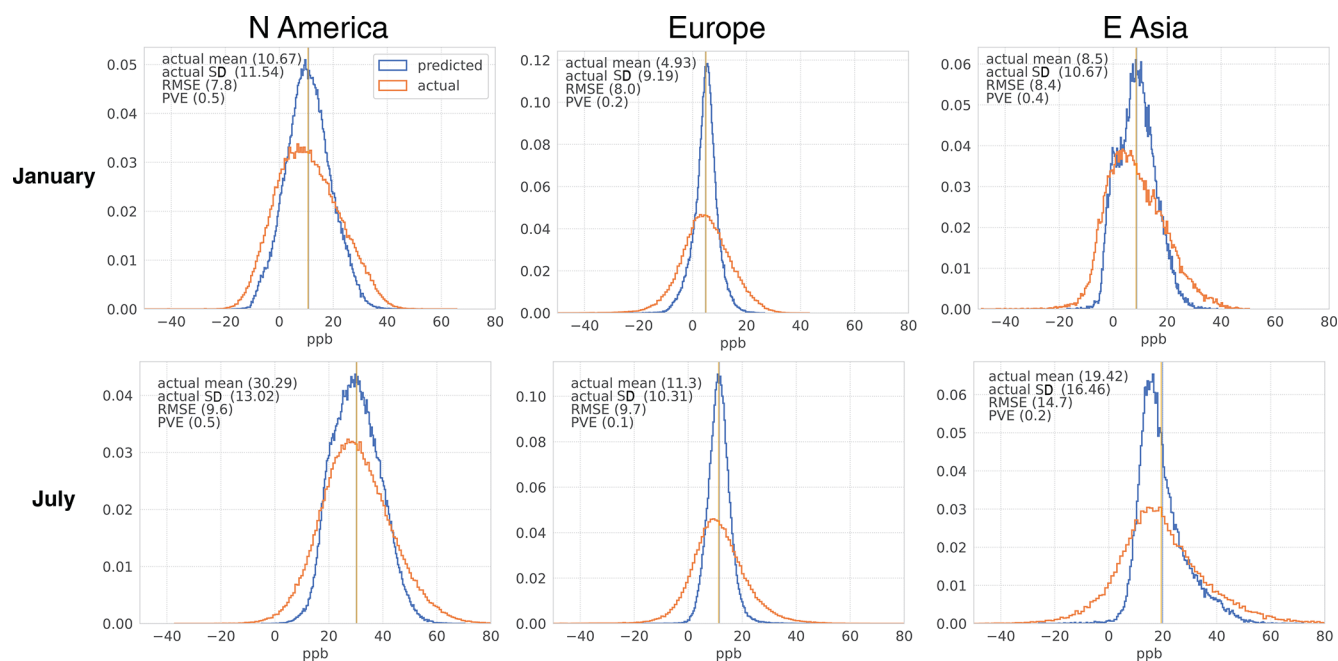 N America
Europe
E Asia
January
actual mean (10.67)
actual SD (11.54)
RMSE (7.8)
PVE (0.5)
predicted
actual
0.05
0.04
0.03
0.02
0.01
0.00
−40 −20 0 20 40 60 80
ppb
actual mean (4.93)
actual SD (9.19)
RMSE (8.0)
PVE (0.2)
0.12
0.10
0.08
0.06
0.04
0.02
0.00
−40 −20 0 20 40 60 80
ppb
actual mean (8.5)
actual SD (10.67)
RMSE (8.4)
PVE (0.4)
0.06
0.05
0.04
0.03
0.02
0.01
0.00
−40 −20 0 20 40 60 80
ppb
July
actual mean (30.29)
actual SD (13.02)
RMSE (9.6)
PVE (0.5)
0.04
0.03
0.02
0.01
0.00
−40 −20 0 20 40 60 80
ppb
actual mean (11.3)
actual SD (10.31)
RMSE (9.7)
PVE (0.1)
0.10
0.08
0.06
0.04
0.02
0.00
−40 −20 0 20 40 60 80
ppb
actual mean (19.42)
actual SD (16.46)
RMSE (14.7)
PVE (0.2)
0.06
0.05
0.04
0.03
0.02
0.01
0.00
−40 −20 0 20 40 60 80
ppb